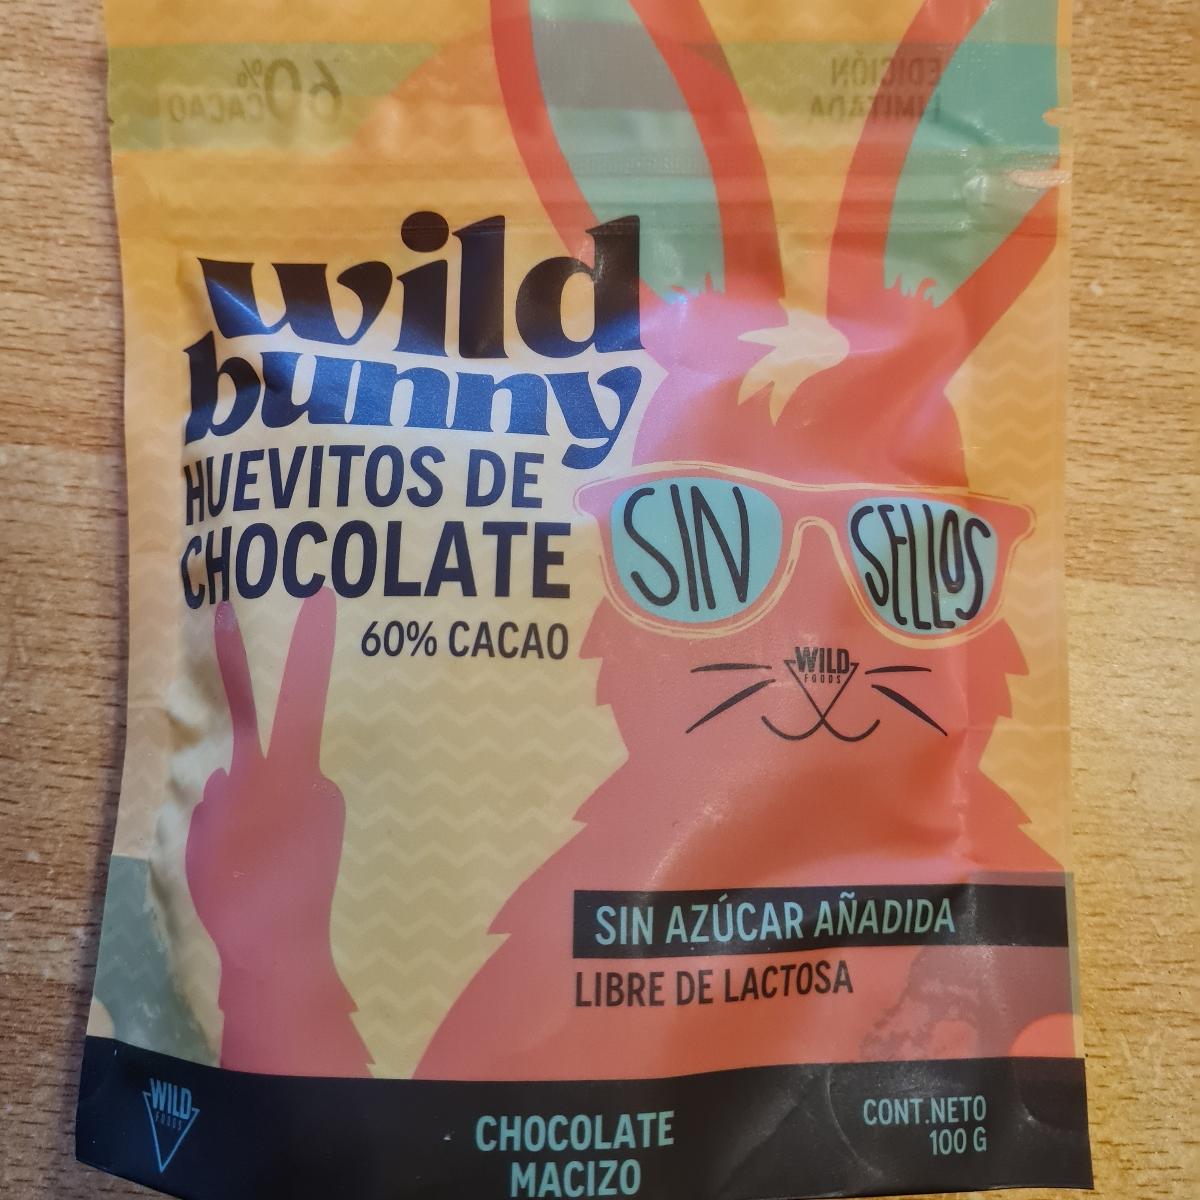 60%
CACAO
EDICIÓN
LIMITADA
wild
bunny
HUEVITOS DE
CHOCOLATE
60% CACAO
SIN SELLOS
WILD
FOODS
SIN AZÚCAR AÑADIDA
LIBRE DE LACTOSA
WILD
FOODS
CHOCOLATE
MACIZO
CONT.NETO
100 G